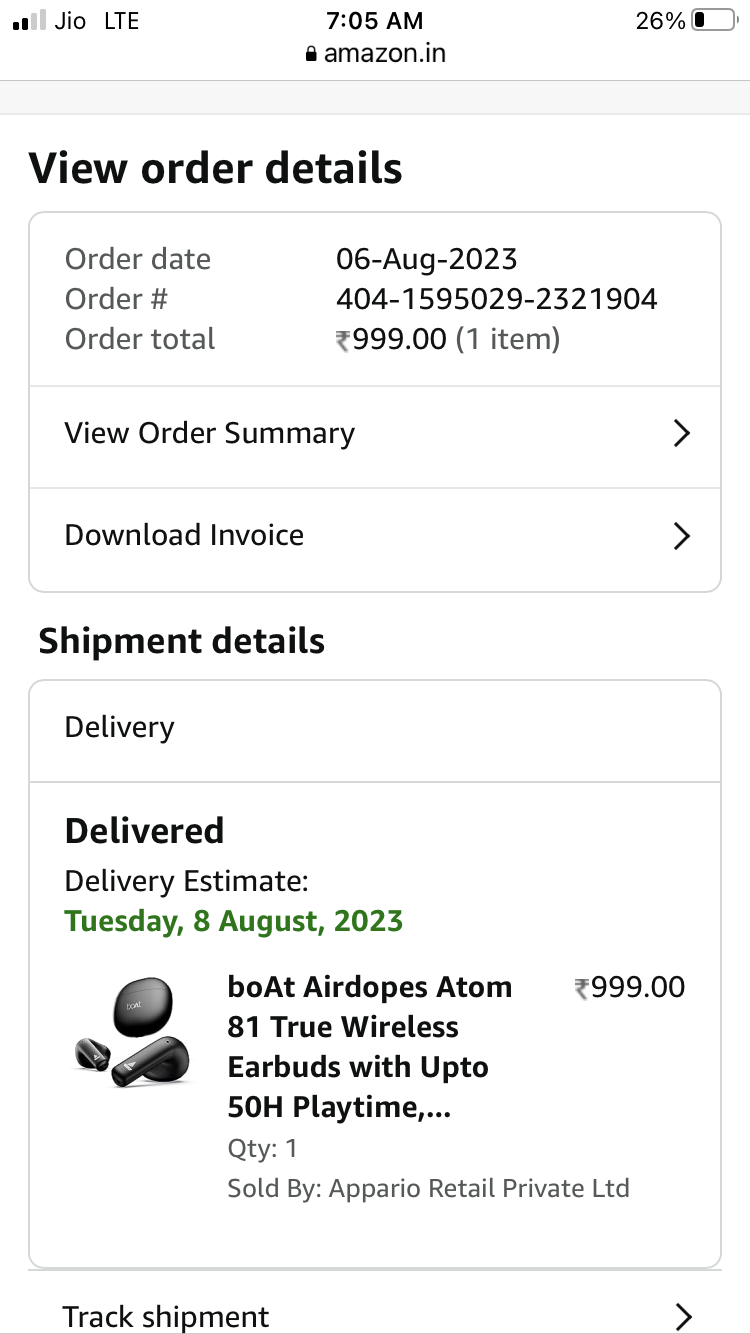 Jio LTE 7:05 AM 26%
amazon.in
View order details
Order date 06-Aug-2023
Order # 404-1595029-2321904
Order total ₹999.00 (1 item)
View Order Summary
Download Invoice
Shipment details
Delivery
Delivered
Delivery Estimate:
Tuesday, 8 August, 2023
boAt Airdopes Atom ₹999.00
81 True Wireless
Earbuds with Upto
50H Playtime,...
Qty: 1
Sold By: Appario Retail Private Ltd
boAt
Track shipment